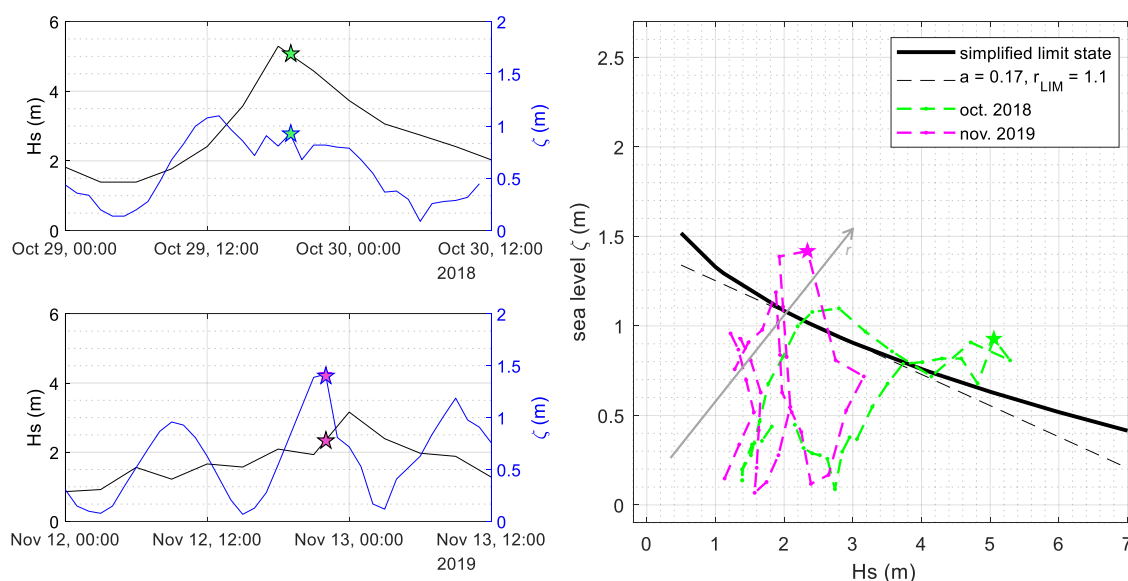 6
4
2
0
Hs (m)
2
1.5
1
0.5
0
ζ (m)
Oct 29, 00:00
Oct 29, 12:00
Oct 30, 00:00
Oct 30, 12:00
2018
6
4
2
0
Hs (m)
2
1.5
1
0.5
0
ζ (m)
Nov 12, 00:00
Nov 12, 12:00
Nov 13, 00:00
Nov 13, 12:00
2019
2.5
2
1.5
1
0.5
0
sea level ζ (m)
simplified limit state
a = 0.17, r_LIM = 1.1
oct. 2018
nov. 2019
r
0 1 2 3 4 5 6 7
Hs (m)